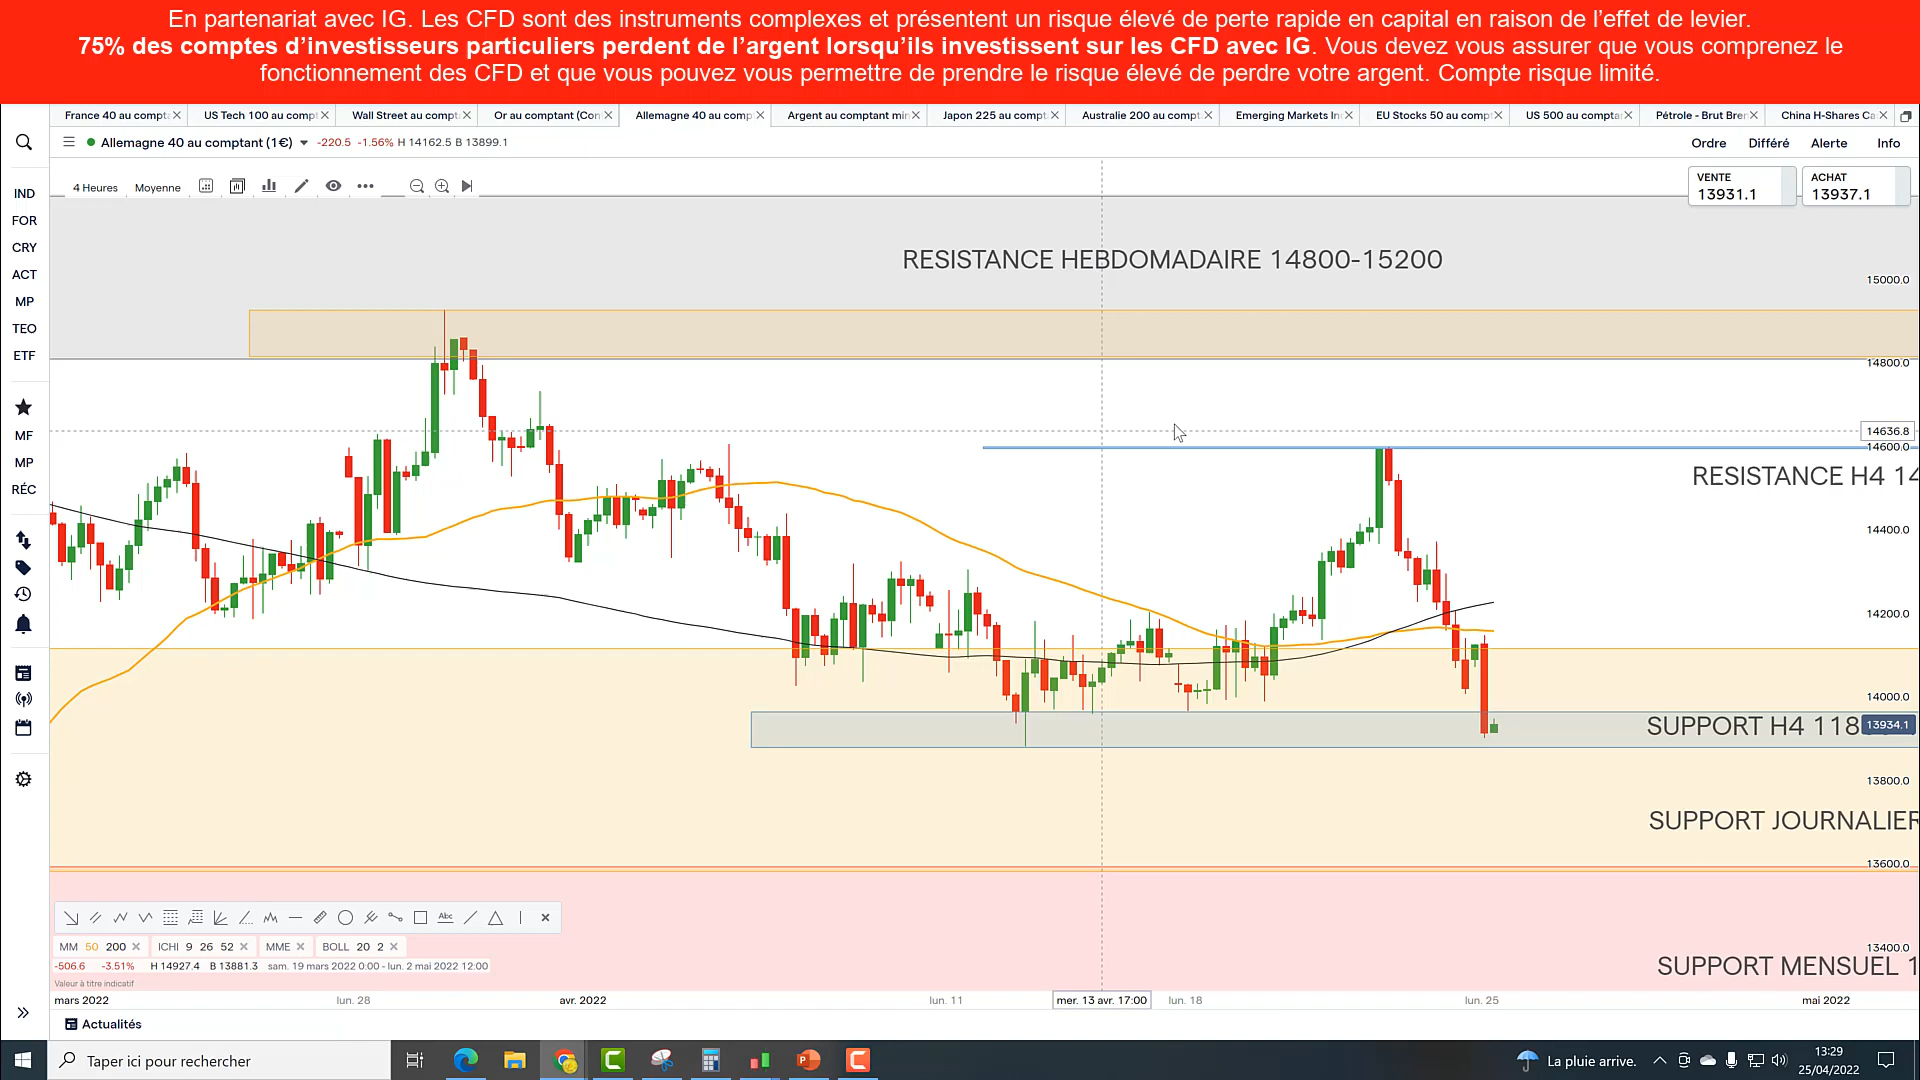 En partenariat avec IG. Les CFD sont des instruments complexes et présentent un risque élevé de perte rapide en capital en raison de l’effet de levier.
75% des comptes d’investisseurs particuliers perdent de l’argent lorsqu’ils investissent sur les CFD avec IG. Vous devez vous assurer que vous comprenez le
fonctionnement des CFD et que vous pouvez vous permettre de prendre le risque élevé de perdre votre argent. Compte risque limité.
France 40 au compt US Tech 100 au compt Wall Street au compt Or au comptant (Con Allemagne 40 au comp Argent au comptant min Japon 225 au compt Australie 200 au comp Emerging Markets In EU Stocks 50 au compt US 500 au compta Pétrole - Brut Bre China H-Shares Ca
Allemagne 40 au comptant (1€) -220.5 -1.56% H 14162.5 B 13899.1
Ordre Différé Alerte Info
4 Heures Moyenne
VENTE
13931.1
ACHAT
13937.1
IND
FOR
CRY
ACT
MP
TEO
ETF
MF
MP
RÉC
RESISTANCE HEBDOMADAIRE 14800-15200
15000.0
14800.0
14636.8
14600.0
RESISTANCE H4 14
14400.0
14200.0
14000.0
SUPPORT H4 118
13934.1
13800.0
SUPPORT JOURNALIER
13600.0
13400.0
SUPPORT MENSUEL 1
Abc
MM 50 200 ICHI 9 26 52 MME BOLL 20 2
-506.6 -3.51% H 14927.4 B 13881.3 sam. 19 mars 2022 0:00 - lun. 2 mai 2022 12:00
Valeur à titre indicatif
mars 2022 lun. 28 avr. 2022 lun. 11 mer. 13 avr. 17:00 lun. 18 lun. 25 mai 2022
Actualités
Taper ici pour rechercher
La pluie arrive.
13:29
25/04/2022